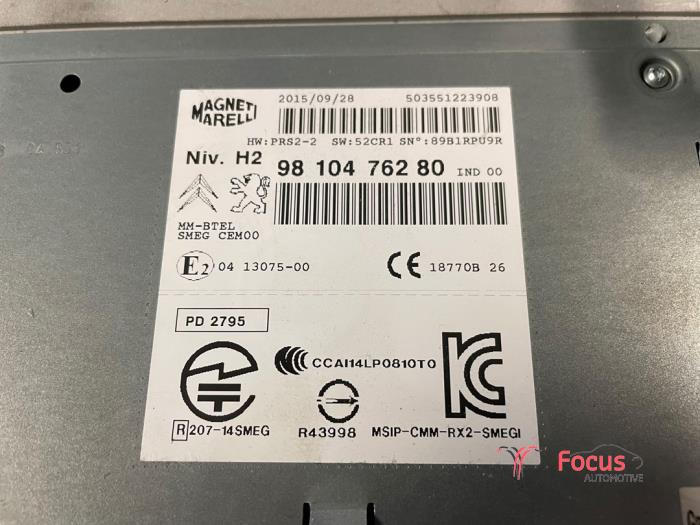 MAGNETI
MARELLI
2015/09/28 503551223908
HW:PRS2-2 SW:52CR1 SN°:89B1RPU9R
Niv. H2 98 104 762 80 IND 00
MM-BTEL
SMEG CEM00
E2 04 13075-00 CE 18770B 26
PD 2795
CCAI14LP0810T0
R 207-14SMEG R43998 MSIP-CMM-RX2-SMEGI
Focus
AUTOMOTIVE